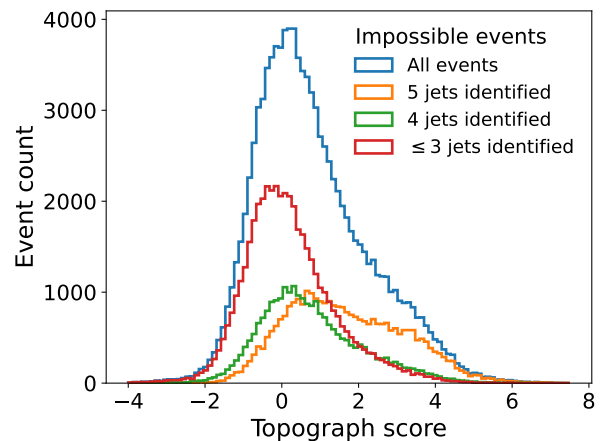 Impossible events
All events
5 jets identified
4 jets identified
≤3 jets identified
Event count
4000
3000
2000
1000
0
−4 −2 0 2 4 6 8
Topograph score